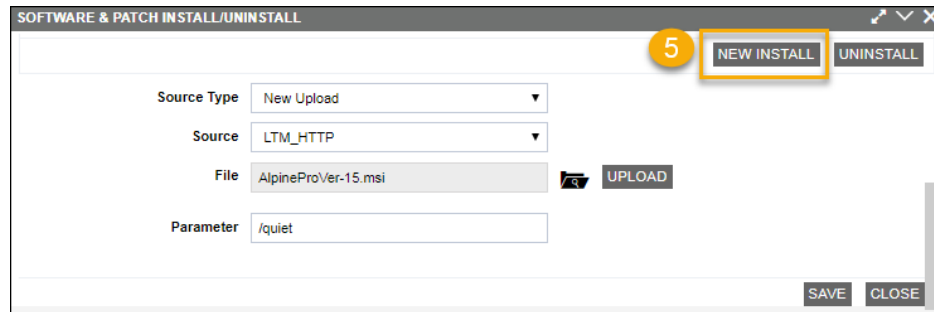 SOFTWARE & PATCH INSTALL/UNINSTALL
5
NEW INSTALL UNINSTALL
Source Type New Upload
Source LTM_HTTP
File AlpineProVer-15.msi UPLOAD
Parameter /quiet
SAVE CLOSE